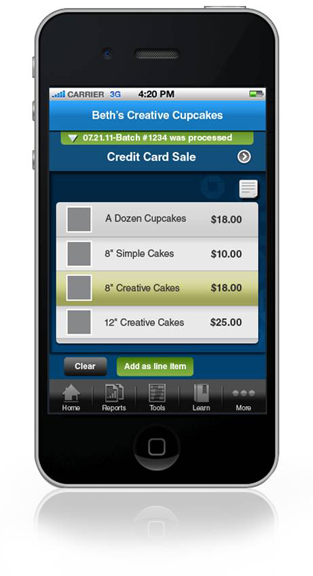 CARRIER 3G 4:20 PM
Beth's Creative Cupcakes
07.21.11-Batch #1234 was processed
Credit Card Sale
A Dozen Cupcakes $18.00
8" Simple Cakes $10.00
8" Creative Cakes $18.00
12" Creative Cakes $25.00
Clear Add as line item
Home Reports Tools Learn More